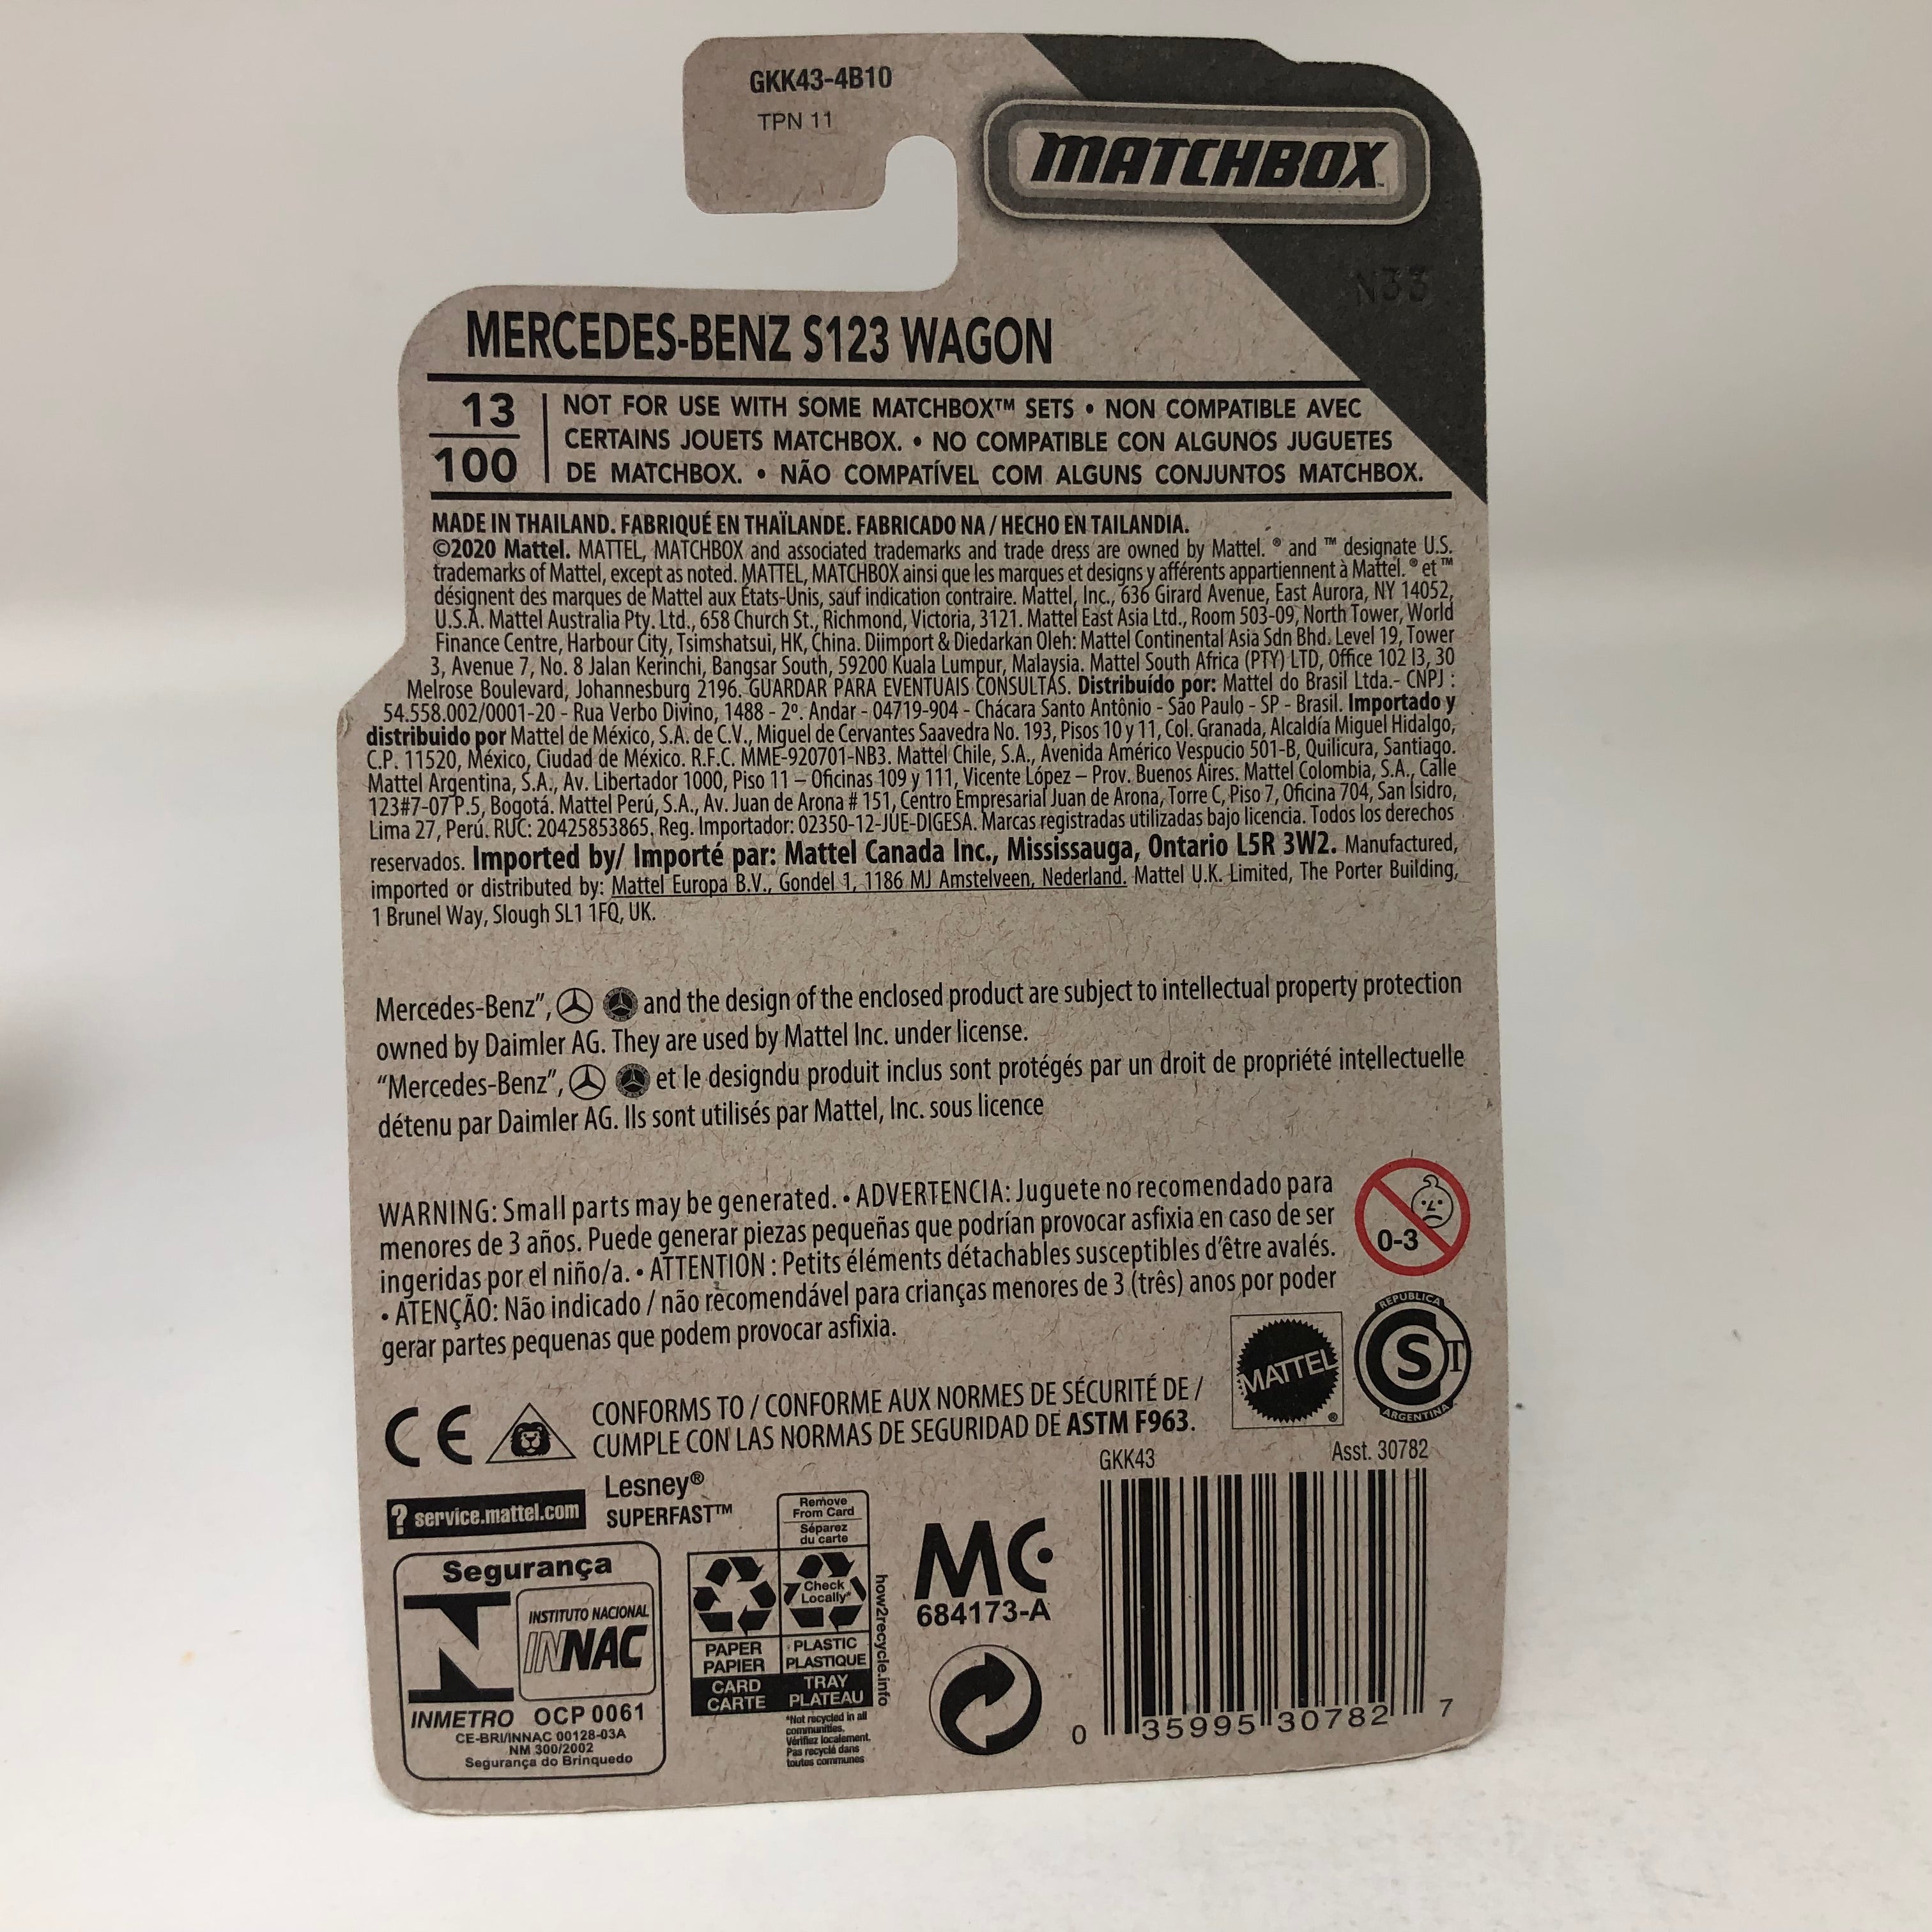 GKK43-4B10
TPN 11
MATCHBOX™
N33
MERCEDES-BENZ S123 WAGON
13
100
NOT FOR USE WITH SOME MATCHBOX™ SETS • NON COMPATIBLE AVEC
CERTAINS JOUETS MATCHBOX. • NO COMPATIBLE CON ALGUNOS JUGUETES
DE MATCHBOX. • NÃO COMPATÍVEL COM ALGUNS CONJUNTOS MATCHBOX.
MADE IN THAILAND. FABRIQUÉ EN THAÏLANDE. FABRICADO NA / HECHO EN TAILANDIA.
©2020 Mattel. MATTEL, MATCHBOX and associated trademarks and trade dress are owned by Mattel. ® and ™ designate U.S.
trademarks of Mattel, except as noted. MATTEL, MATCHBOX ainsi que les marques et designs y afférents appartiennent à Mattel. ® et ™
désignent des marques de Mattel aux États-Unis, sauf indication contraire. Mattel, Inc., 636 Girard Avenue, East Aurora, NY 14052,
U.S.A. Mattel Australia Pty. Ltd., 658 Church St., Richmond, Victoria, 3121. Mattel East Asia Ltd., Room 503-09, North Tower, World
Finance Centre, Harbour City, Tsimshatsui, HK, China. Diimport & Diedarkan Oleh: Mattel Continental Asia Sdn Bhd. Level 19, Tower
3, Avenue 7, No. 8 Jalan Kerinchi, Bangsar South, 59200 Kuala Lumpur, Malaysia. Mattel South Africa (PTY) LTD, Office 102 I3, 30
Melrose Boulevard, Johannesburg 2196. GUARDAR PARA EVENTUAIS CONSULTAS. Distribuído por: Mattel do Brasil Ltda.- CNPJ :
54.558.002/0001-20 - Rua Verbo Divino, 1488 - 2º. Andar - 04719-904 - Chácara Santo Antônio - São Paulo - SP - Brasil. Importado y
distribuido por Mattel de México, S.A. de C.V., Miguel de Cervantes Saavedra No. 193, Pisos 10 y 11, Col. Granada, Alcaldía Miguel Hidalgo,
C.P. 11520, México, Ciudad de México. R.F.C. MME-920701-NB3. Mattel Chile, S.A., Avenida Américo Vespucio 501-B, Quilicura, Santiago.
Mattel Argentina, S.A., Av. Libertador 1000, Piso 11 – Oficinas 109 y 111, Vicente López – Prov. Buenos Aires. Mattel Colombia, S.A., Calle
123#7-07 P.5, Bogotá. Mattel Perú, S.A., Av. Juan de Arona # 151, Centro Empresarial Juan de Arona, Torre C, Piso 7, Oficina 704, San Isidro,
Lima 27, Perú. RUC: 20425853865. Reg. Importador: 02350-12-JUE-DIGESA. Marcas registradas utilizadas bajo licencia. Todos los derechos
reservados. Imported by/ Importé par: Mattel Canada Inc., Mississauga, Ontario L5R 3W2. Manufactured,
imported or distributed by: Mattel Europa B.V., Gondel 1, 1186 MJ Amstelveen, Nederland. Mattel U.K. Limited, The Porter Building,
1 Brunel Way, Slough SL1 1FQ, UK.
Mercedes-Benz”, and the design of the enclosed product are subject to intellectual property protection
owned by Daimler AG. They are used by Mattel Inc. under license.
“Mercedes-Benz”, et le designdu produit inclus sont protégés par un droit de propriété intellectuelle
détenu par Daimler AG. Ils sont utilisés par Mattel, Inc. sous licence
WARNING: Small parts may be generated. • ADVERTENCIA: Juguete no recomendado para
menores de 3 años. Puede generar piezas pequeñas que podrían provocar asfixia en caso de ser
ingeridas por el niño/a. • ATTENTION : Petits éléments détachables susceptibles d’être avalés.
• ATENÇÃO: Não indicado / não recomendável para crianças menores de 3 (três) anos por poder
gerar partes pequenas que podem provocar asfixia.
0-3
MATTEL®
REPUBLICA
CST
ARGENTINA
CE
CONFORMS TO / CONFORME AUX NORMES DE SÉCURITÉ DE /
CUMPLE CON LAS NORMAS DE SEGURIDAD DE ASTM F963.
? service.mattel.com
Lesney®
SUPERFAST™
Segurança
INSTITUTO NACIONAL
INNAC
INMETRO OCP 0061
CE-BRI/INNAC 00128-03A
NM 300/2002
Segurança do Brinquedo
Remove
From Card
Séparez
du carte
Check
Locally*
PAPER
PAPIER
PLASTIC
PLASTIQUE
CARD
CARTE
TRAY
PLATEAU
*Not recycled in all
communities.
Vérifiez localement.
Pas recyclé dans
toutes communes
how2recycle.info
MC
684173-A
GKK43
Asst. 30782
0 35995 30782 7